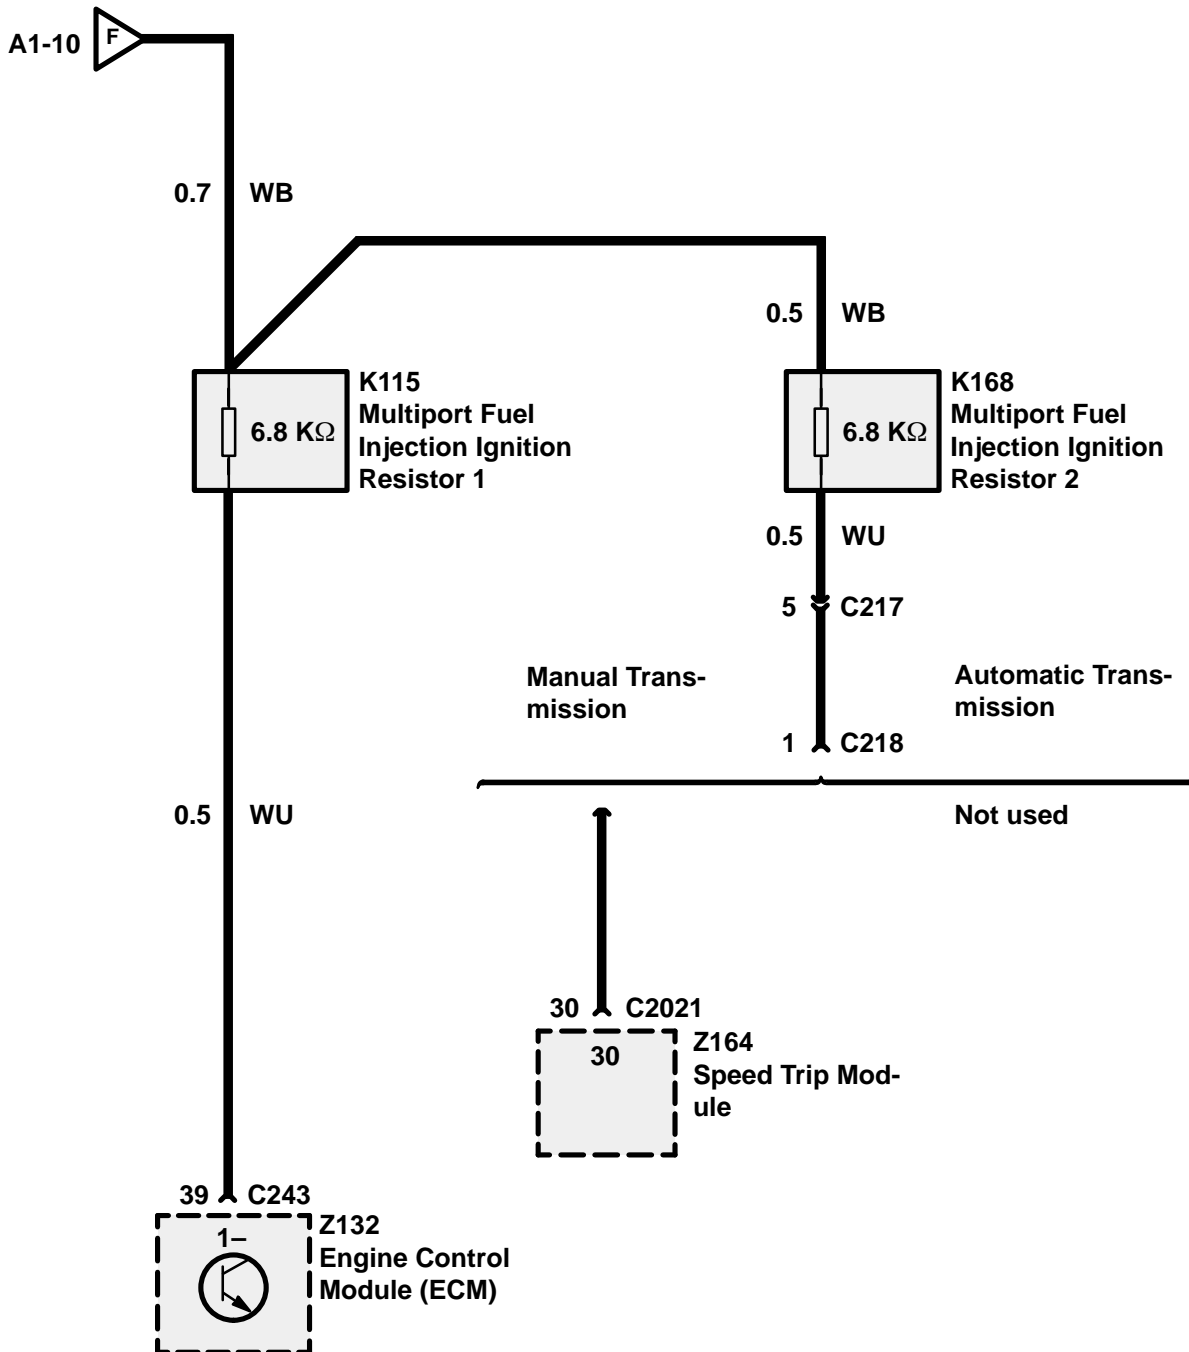 A1-10
F
0.7 WB
0.5 WB
K115
Multiport Fuel
Injection Ignition
Resistor 1
6.8 KΩ
K168
Multiport Fuel
Injection Ignition
Resistor 2
6.8 KΩ
0.5 WU
5 C217
Manual Trans-
mission
Automatic Trans-
mission
1 C218
0.5 WU
Not used
30 C2021
30
Z164
Speed Trip Mod-
ule
39 C243
1–
Z132
Engine Control
Module (ECM)